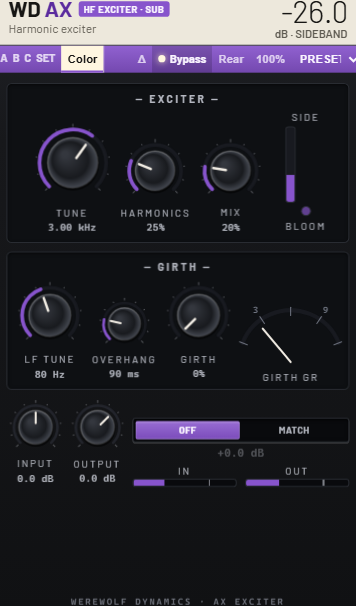 WD AX HF EXCITER · SUB
-26.0
Harmonic exciter
dB · SIDEBAND
A B C SET Color Δ Bypass Rear 100% PRESET
— EXCITER —
SIDE
TUNE HARMONICS MIX
3.00 kHz 25% 20%
BLOOM
— GIRTH —
3 9
LF TUNE OVERHANG GIRTH
80 Hz 90 ms 0%
GIRTH GR
OFF MATCH
+0.0 dB
INPUT OUTPUT
0.0 dB 0.0 dB
IN OUT
WEREWOLF DYNAMICS · AX EXCITER